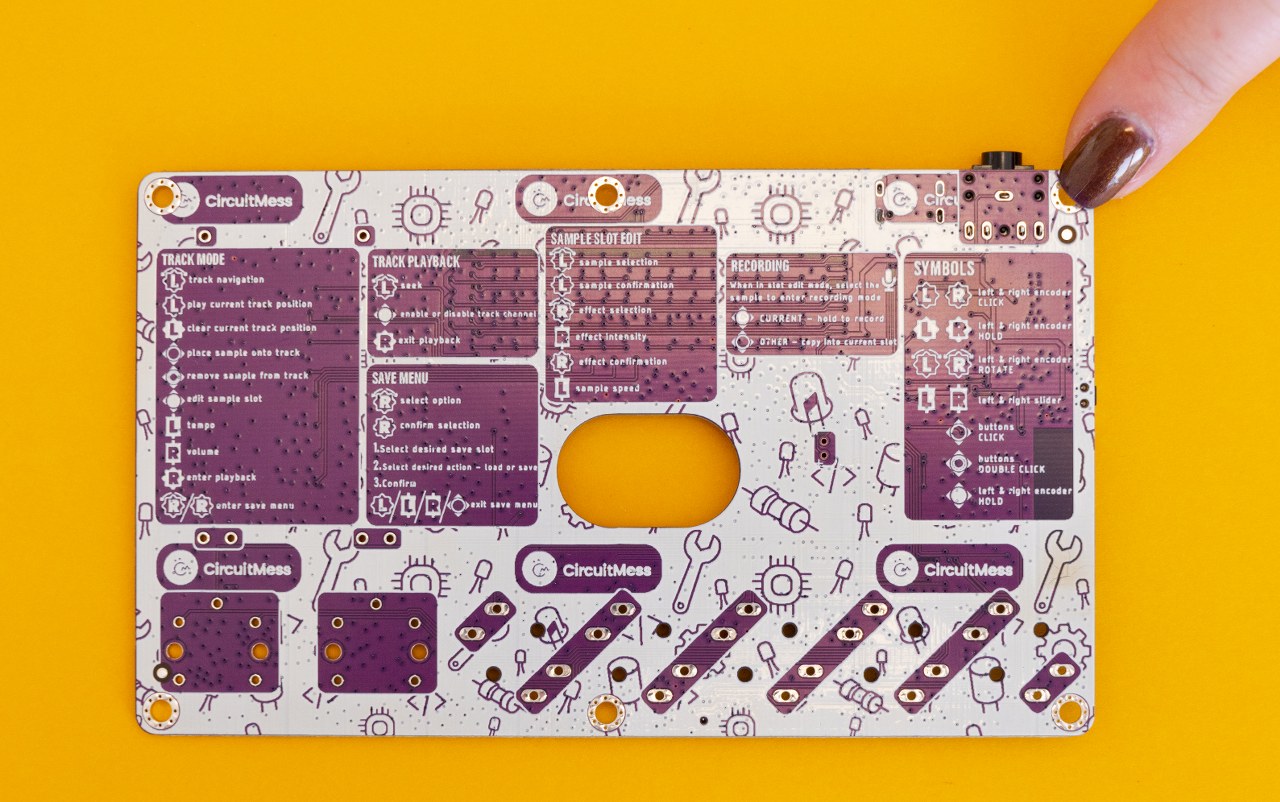 CircuitMess
CircuitMess
TRACK MODE
L track navigation
L play current track position
L clear current track position
place sample onto track
remove sample from track
edit sample slot
L tempo
R volume
R enter playback
R/R enter save menu
TRACK PLAYBACK
L seek
enable or disable track channel
R exit playback
SAVE MENU
R select option
R confirm selection
1.Select desired save slot
2.Select desired action - load or save
3.Confirm
L/L/R/ exit save menu
SAMPLE SLOT EDIT
L sample selection
L sample confirmation
R effect selection
R effect intensity
R effect confirmation
L sample speed
RECORDING
When in slot edit mode, select the
sample to enter recording mode
CURRENT - hold to record
OTHER - copy into current slot
SYMBOLS
L R left & right encoder
CLICK
L R left & right encoder
HOLD
L R left & right encoder
ROTATE
L R left & right slider
buttons
CLICK
buttons
DOUBLE CLICK
left & right encoder
HOLD
CircuitMess
CircuitMess
CircuitMess